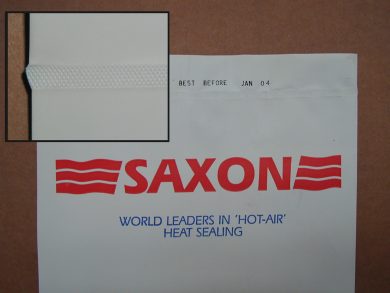 BEST BEFORE JAN 04
SAXON
WORLD LEADERS IN 'HOT-AIR'
HEAT SEALING